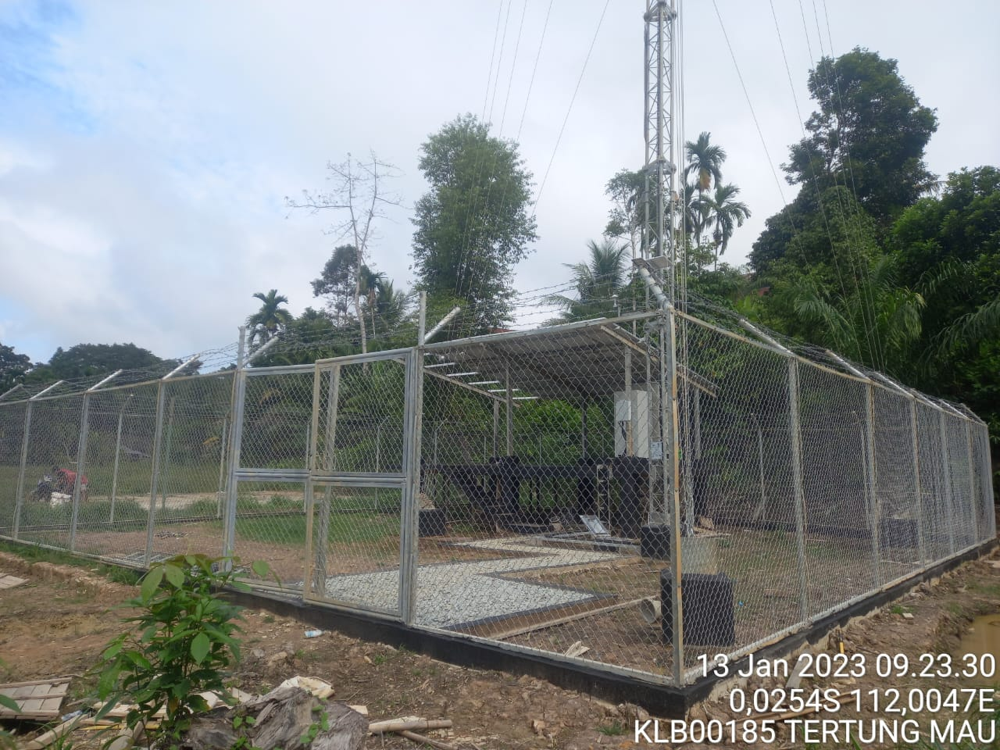 13 Jan 2023 09.23.30
0,0254S 112,0047E
KLB00185 TERTUNG MAU